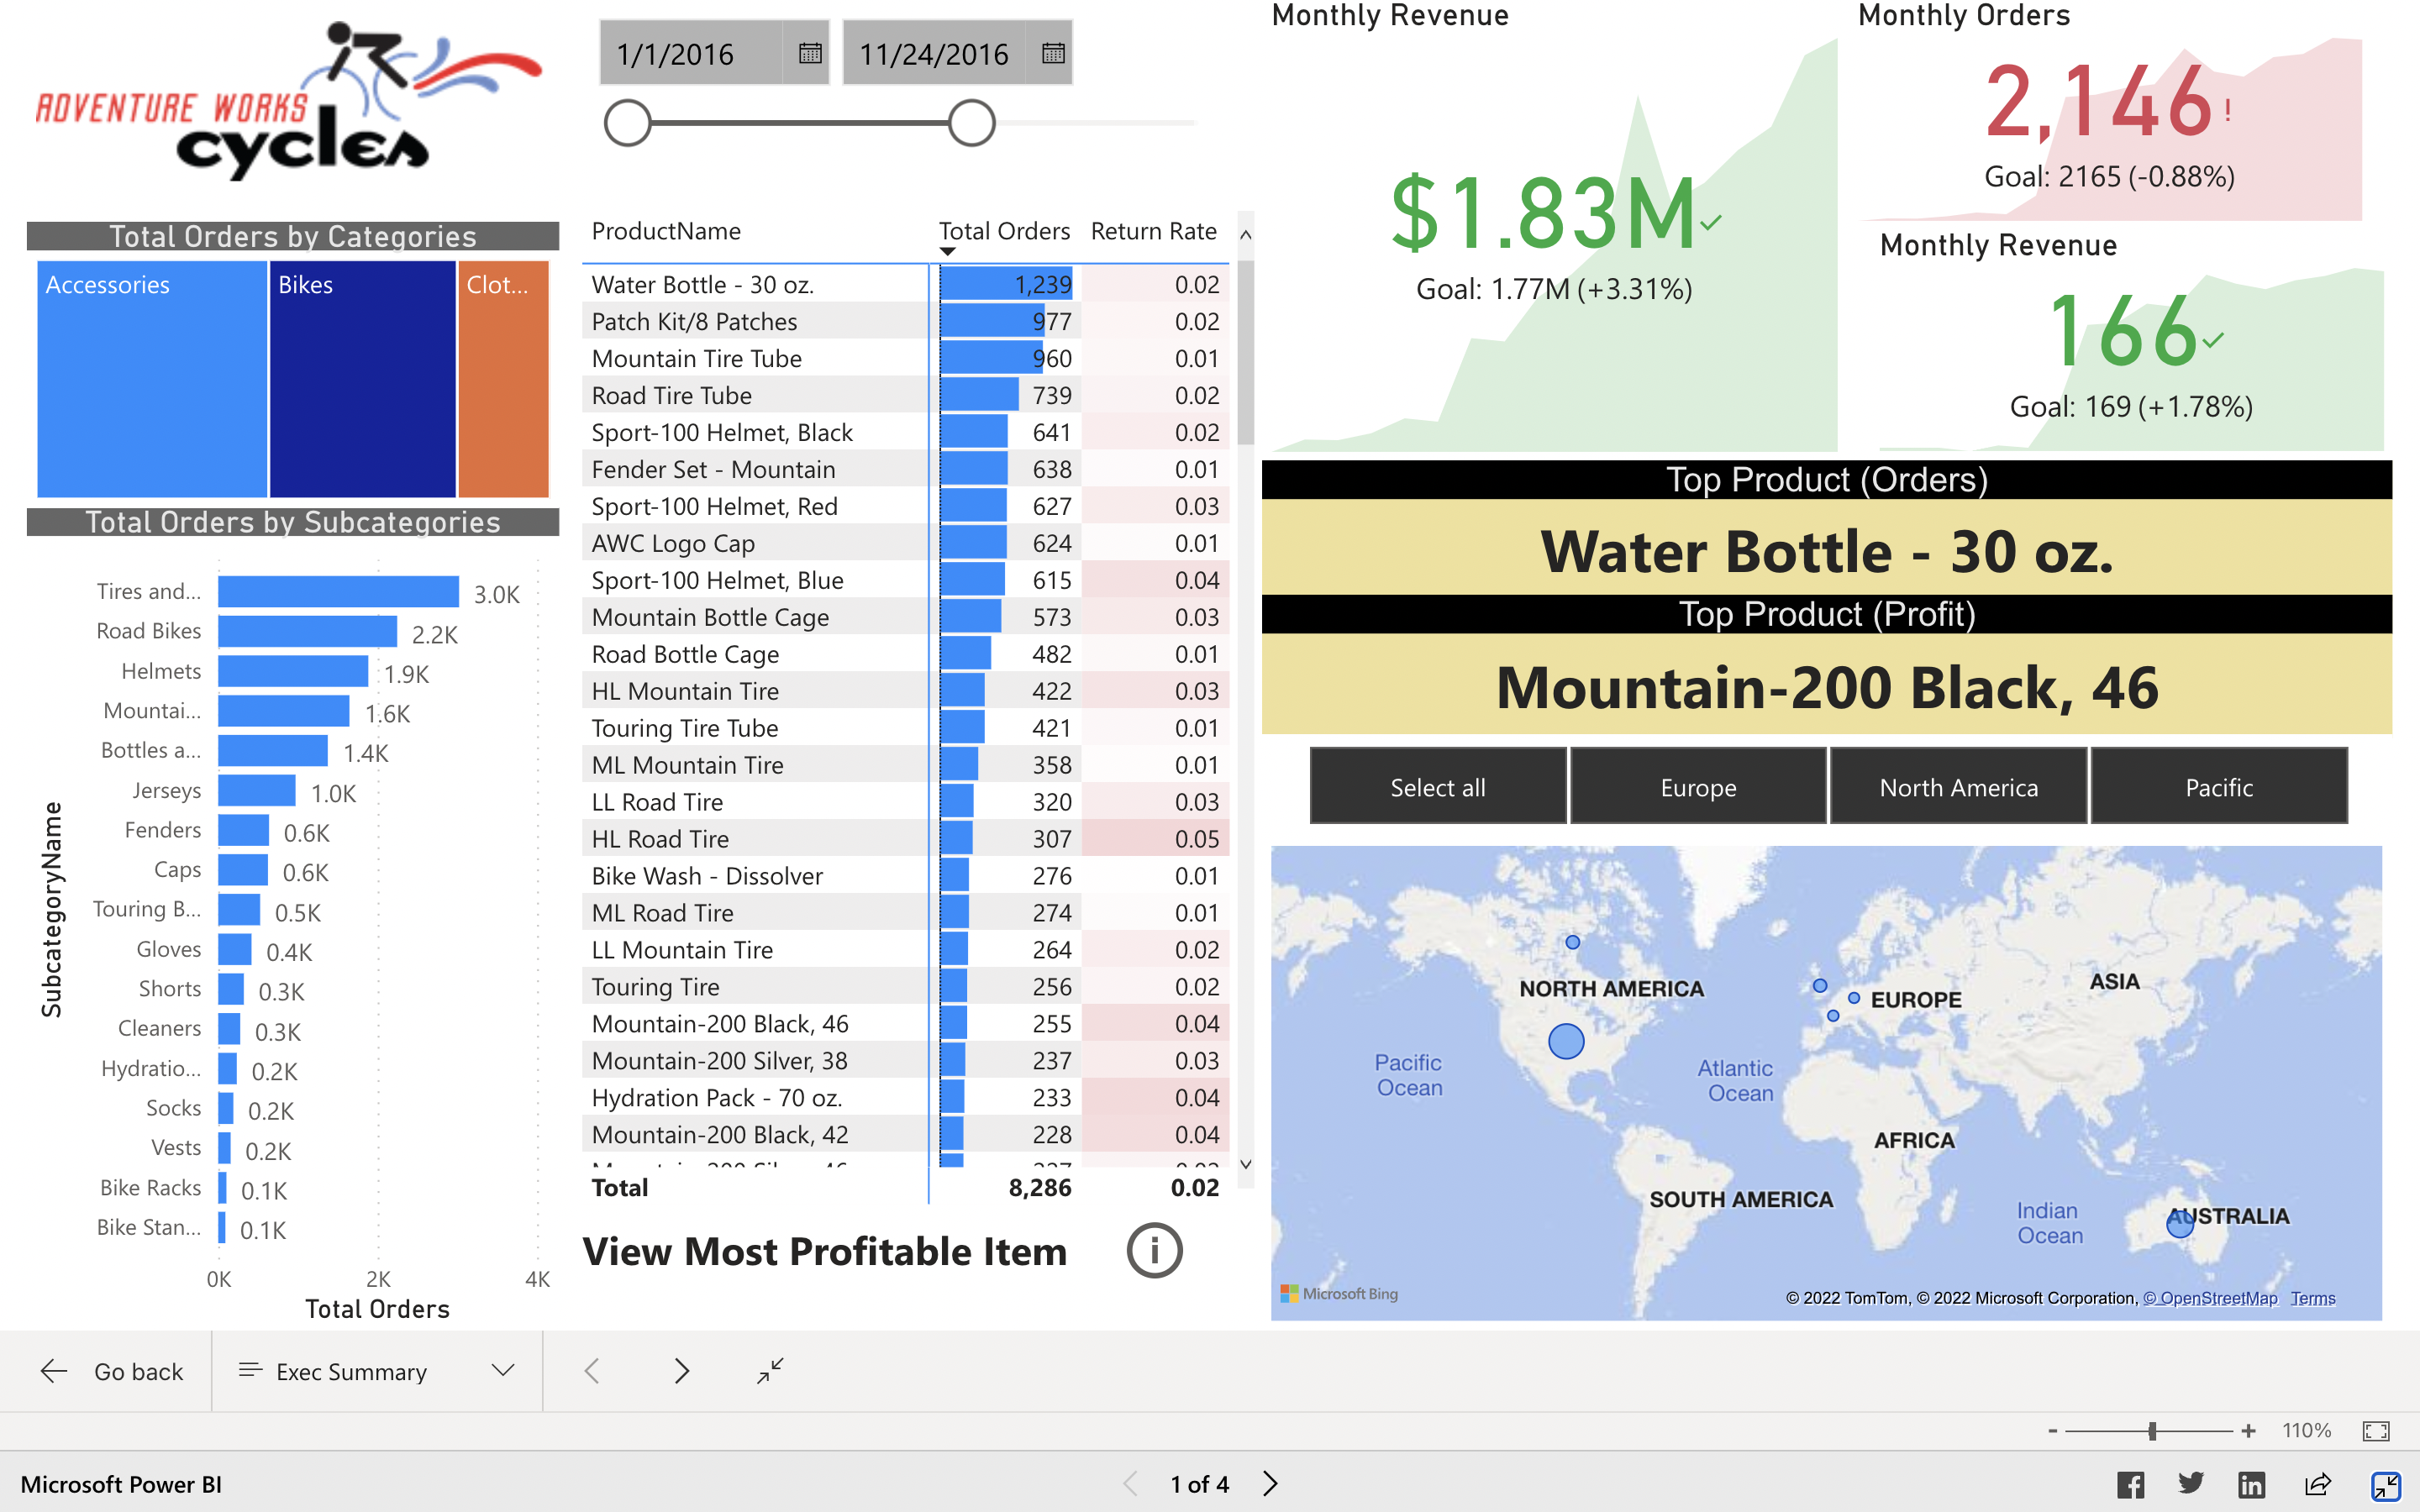 ADVENTURE WORKS
cycles
1/1/2016
11/24/2016
Total Orders by Categories
Accessories
Bikes
Clot...
Total Orders by Subcategories
SubcategoryName
Tires and... 3.0K
Road Bikes 2.2K
Helmets 1.9K
Mountai... 1.6K
Bottles a... 1.4K
Jerseys 1.0K
Fenders 0.6K
Caps 0.6K
Touring B... 0.5K
Gloves 0.4K
Shorts 0.3K
Cleaners 0.3K
Hydratio... 0.2K
Socks 0.2K
Vests 0.2K
Bike Racks 0.1K
Bike Stan... 0.1K
0K 2K 4K
Total Orders
ProductName Total Orders Return Rate
Water Bottle - 30 oz. 1,239 0.02
Patch Kit/8 Patches 977 0.02
Mountain Tire Tube 960 0.01
Road Tire Tube 739 0.02
Sport-100 Helmet, Black 641 0.02
Fender Set - Mountain 638 0.01
Sport-100 Helmet, Red 627 0.03
AWC Logo Cap 624 0.01
Sport-100 Helmet, Blue 615 0.04
Mountain Bottle Cage 573 0.03
Road Bottle Cage 482 0.01
HL Mountain Tire 422 0.03
Touring Tire Tube 421 0.01
ML Mountain Tire 358 0.01
LL Road Tire 320 0.03
HL Road Tire 307 0.05
Bike Wash - Dissolver 276 0.01
ML Road Tire 274 0.01
LL Mountain Tire 264 0.02
Touring Tire 256 0.02
Mountain-200 Black, 46 255 0.04
Mountain-200 Silver, 38 237 0.03
Hydration Pack - 70 oz. 233 0.04
Mountain-200 Black, 42 228 0.04
Total 8,286 0.02
View Most Profitable Item
Monthly Revenue
$1.83M
Goal: 1.77M (+3.31%)
Monthly Orders
2,146!
Goal: 2165 (-0.88%)
Monthly Revenue
166
Goal: 169 (+1.78%)
Top Product (Orders)
Water Bottle - 30 oz.
Top Product (Profit)
Mountain-200 Black, 46
Select all
Europe
North America
Pacific
NORTH AMERICA
EUROPE
ASIA
Pacific
Ocean
Atlantic
Ocean
AFRICA
SOUTH AMERICA
Indian
Ocean
AUSTRALIA
Microsoft Bing
© 2022 TomTom, © 2022 Microsoft Corporation, © OpenStreetMap Terms
Go back
Exec Summary
- + 110%
Microsoft Power BI
1 of 4